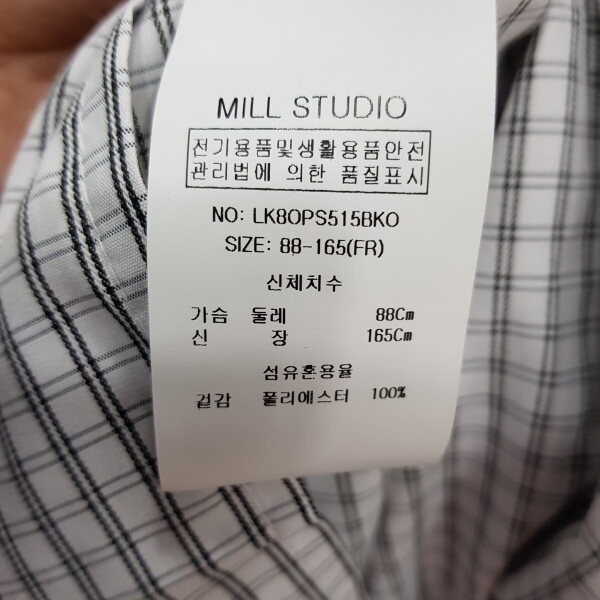 MILL STUDIO
전기용품및생활용품안전
관리법에 의한 품질표시
NO: LK8OPS515BKO
SIZE: 88-165(FR)
신체치수
가슴 둘레 88Cm
신 장 165Cm
섬유혼용율
겉감 폴리에스터 100%